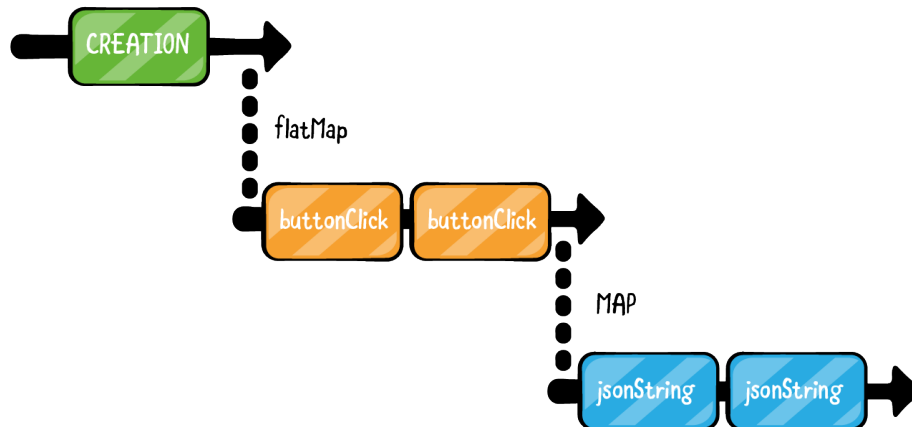 CREATION
flatMap
buttonClick buttonClick
MAP
jsonString jsonString